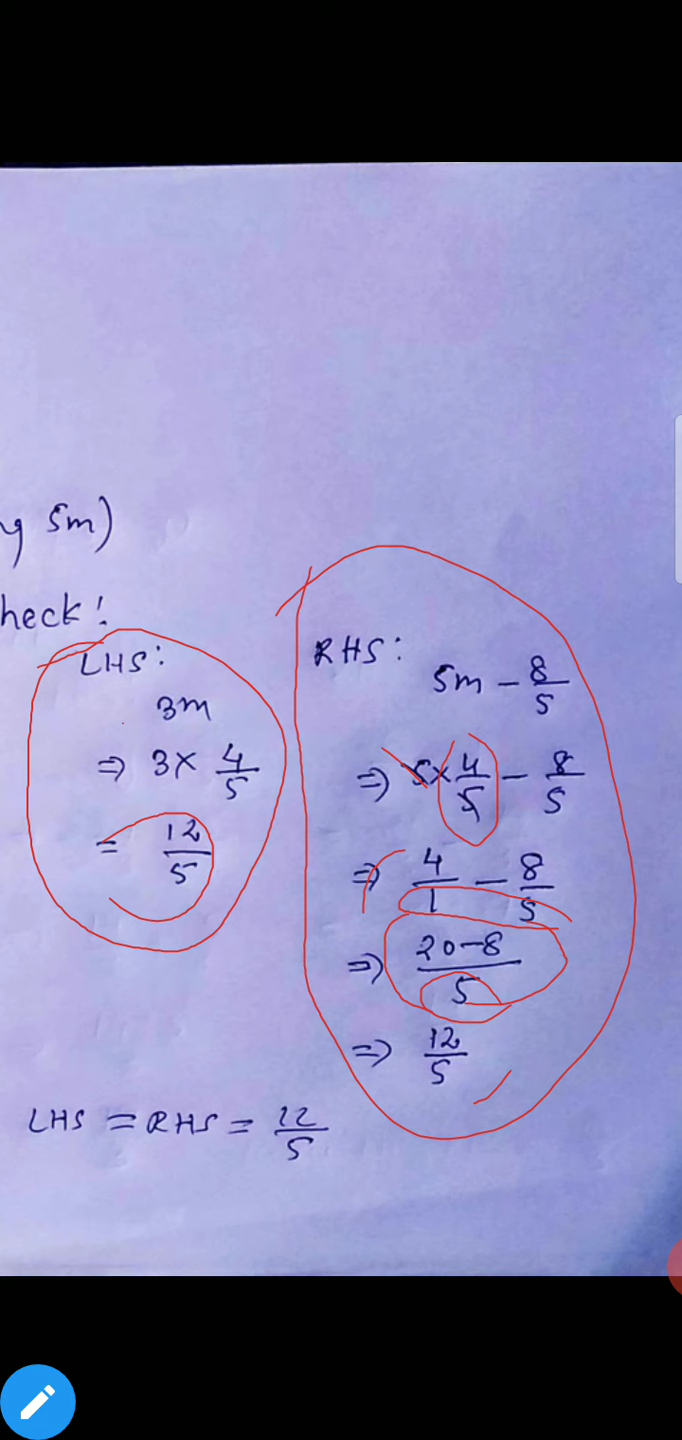 y 5m)
heck!
LHS:
3m
⇒ 3 × 4/5
= 12/5
RHS:
5m - 8/5
⇒ 5 × 4/5 - 8/5
⇒ 4/1 - 8/5
⇒ 20-8/5
⇒ 12/5
LHS = RHS = 12/5